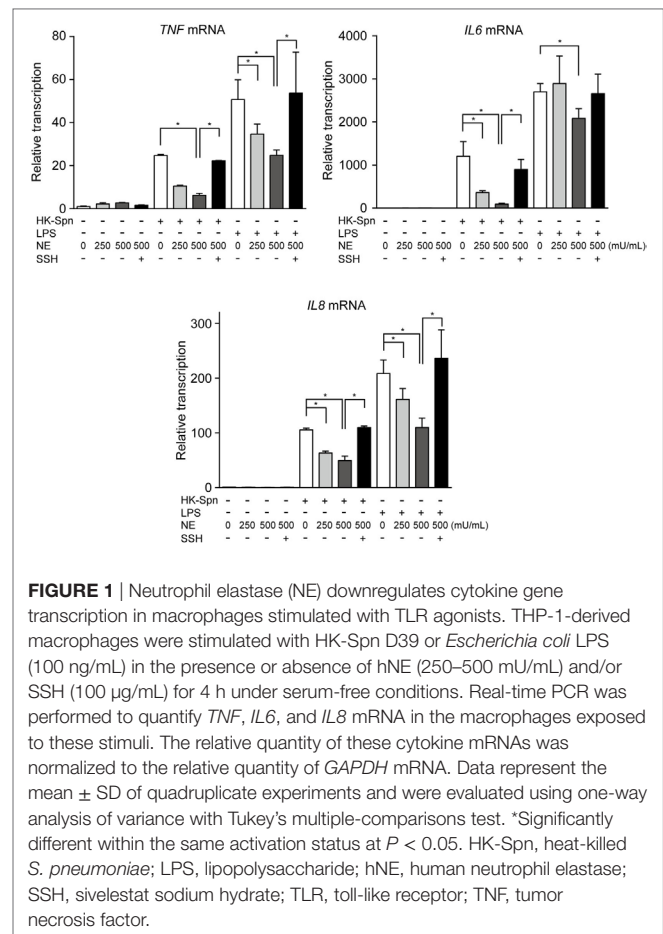 TNF mRNA
Relative transcription
80
60
40
20
0
* * * * *
HK-Spn - - - - + + + + - - - -
LPS - - - - - - - - + + + +
NE 0 250 500 500 0 250 500 500 0 250 500 500
SSH - - - + - - - + - - - +
IL6 mRNA
Relative transcription
4000
3000
2000
1000
0
* * * *
HK-Spn - - - - + + + + - - - -
LPS - - - - - - - - + + + +
NE 0 250 500 500 0 250 500 500 0 250 500 500 (mU/mL)
SSH - - - + - - - + - - - +
IL8 mRNA
Relative transcription
300
200
100
0
* * * * * *
HK-Spn - - - - + + + + - - - -
LPS - - - - - - - - + + + +
NE 0 250 500 500 0 250 500 500 0 250 500 500 (mU/mL)
SSH - - - + - - - + - - - +
FIGURE 1 | Neutrophil elastase (NE) downregulates cytokine gene
transcription in macrophages stimulated with TLR agonists. THP-1-derived
macrophages were stimulated with HK-Spn D39 or Escherichia coli LPS
(100 ng/mL) in the presence or absence of hNE (250–500 mU/mL) and/or
SSH (100 μg/mL) for 4 h under serum-free conditions. Real-time PCR was
performed to quantify TNF, IL6, and IL8 mRNA in the macrophages exposed
to these stimuli. The relative quantity of these cytokine mRNAs was
normalized to the relative quantity of GAPDH mRNA. Data represent the
mean ± SD of quadruplicate experiments and were evaluated using one-way
analysis of variance with Tukey's multiple-comparisons test. *Significantly
different within the same activation status at P < 0.05. HK-Spn, heat-killed
S. pneumoniae; LPS, lipopolysaccharide; hNE, human neutrophil elastase;
SSH, sivelestat sodium hydrate; TLR, toll-like receptor; TNF, tumor
necrosis factor.